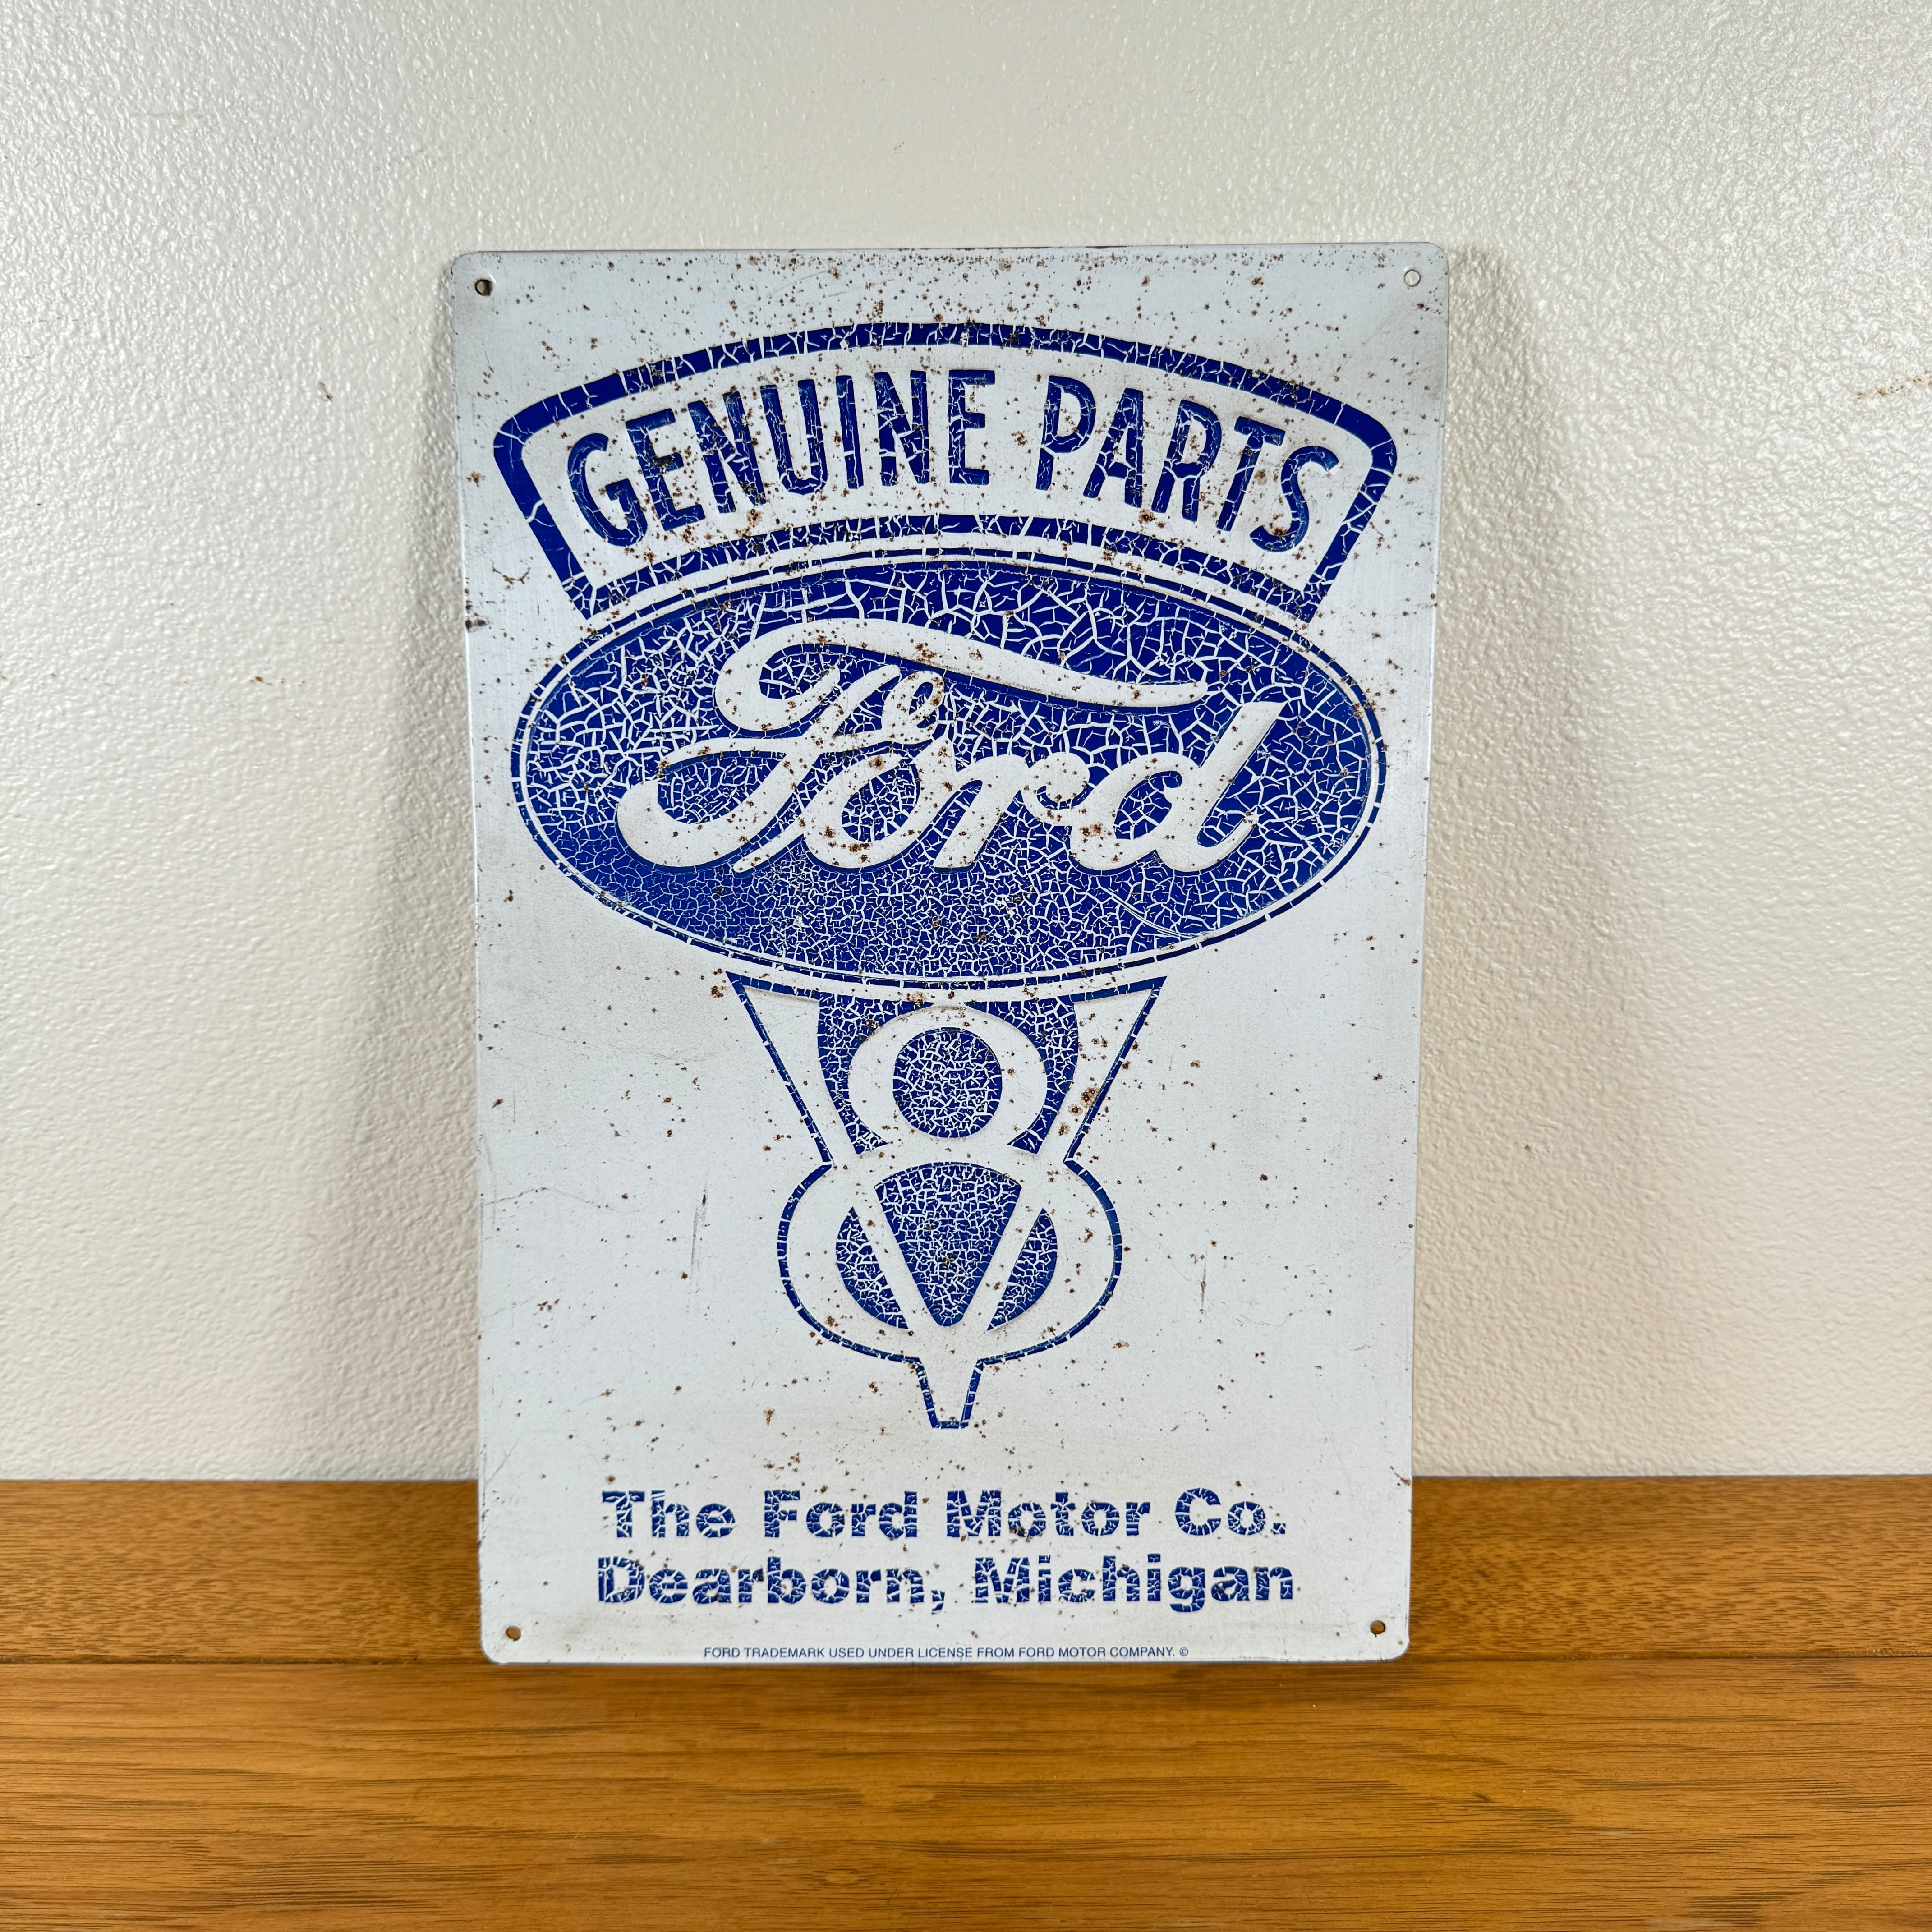 GENUINE PARTS
Ford
V8
The Ford Motor Co.
Dearborn, Michigan
FORD TRADEMARK USED UNDER LICENSE FROM FORD MOTOR COMPANY. ©